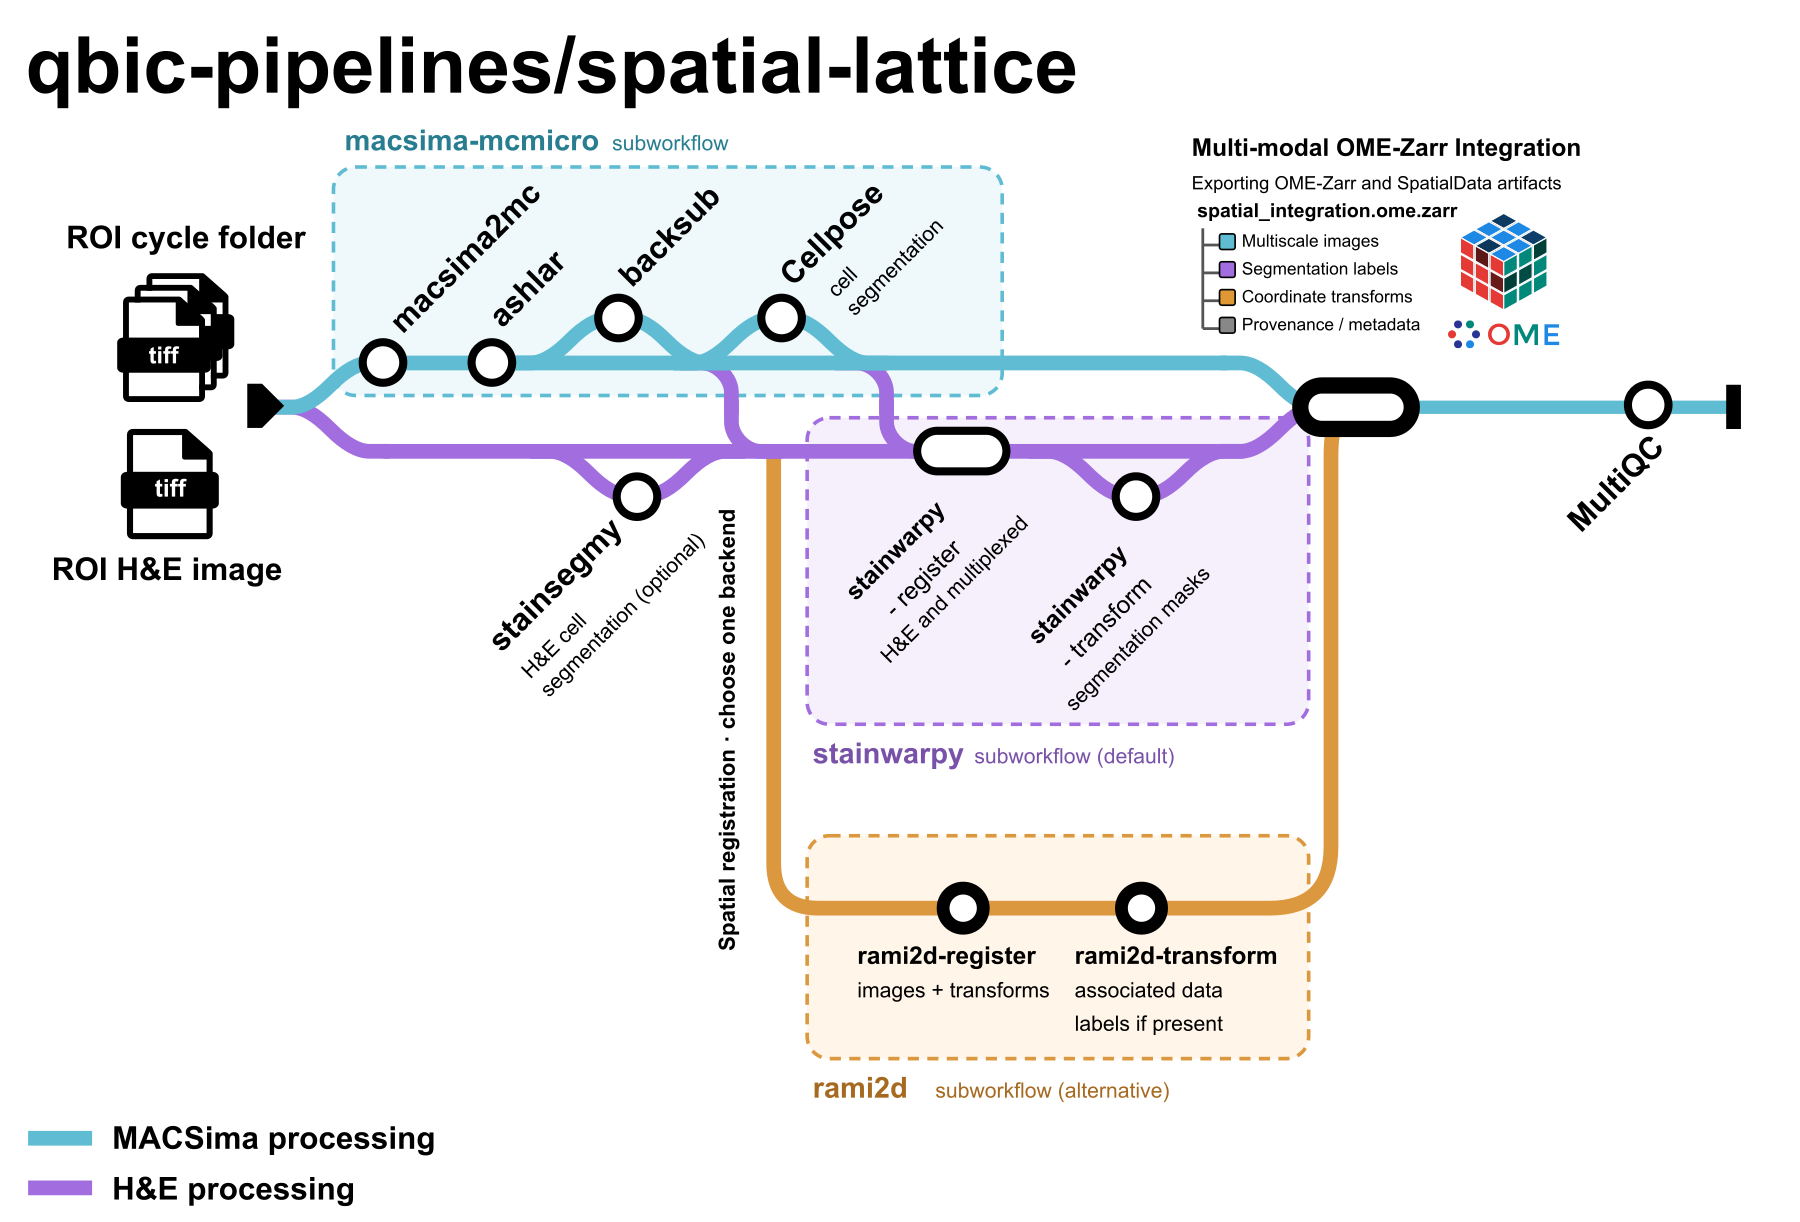 qbic-pipelines/spatial-lattice
macsima-mcmicro subworkflow
ROI cycle folder
tiff
tiff
ROI H&E image
macsima2mc
ashlar
backsub
Cellpose
cell
segmentation
Multi-modal OME-Zarr Integration
Exporting OME-Zarr and SpatialData artifacts
spatial_integration.ome.zarr
Multiscale images
Segmentation labels
Coordinate transforms
Provenance / metadata
OME
MultiQC
stainsegmy
H&E cell
segmentation (optional)
Spatial registration · choose one backend
stainwarpy
- register
H&E and multiplexed
stainwarpy
- transform
segmentation masks
stainwarpy subworkflow (default)
rami2d-register
images + transforms
rami2d-transform
associated data
labels if present
rami2d subworkflow (alternative)
MACSima processing
H&E processing